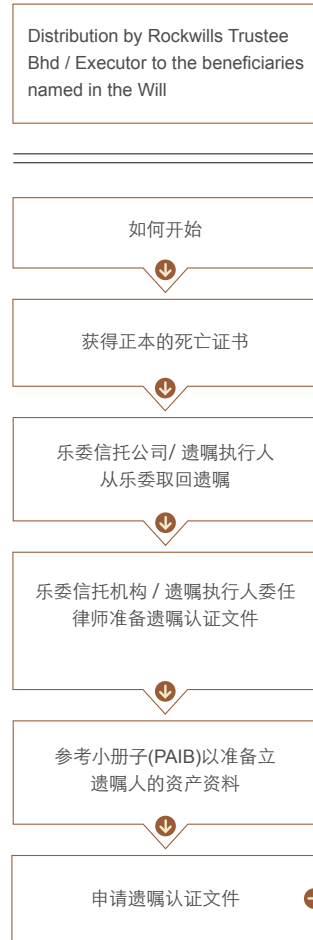 Distribution by Rockwills Trustee
Bhd / Executor to the beneficiaries
named in the Will
如何开始
获得正本的死亡证书
乐委信托公司/ 遗嘱执行人
从乐委取回遗嘱
乐委信托机构 / 遗嘱执行人委任
律师准备遗嘱认证文件
参考小册子(PAIB)以准备立
遗嘱人的资产资料
申请遗嘱认证文件